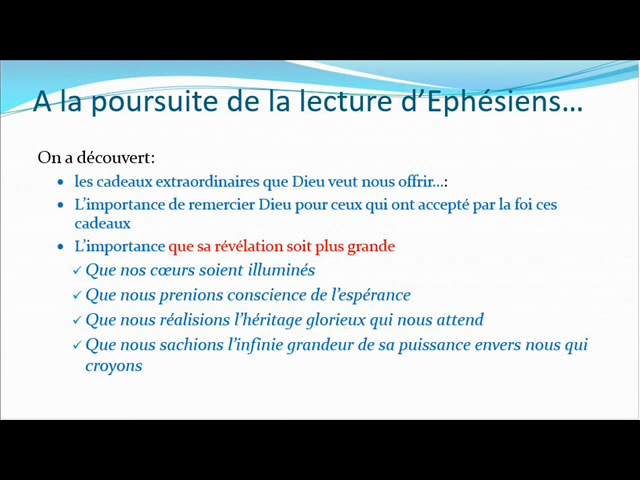 A la poursuite de la lecture d'Ephésiens…
On a découvert:
• les cadeaux extraordinaires que Dieu veut nous offrir…:
• L'importance de remercier Dieu pour ceux qui ont accepté par la foi ces
cadeaux
• L'importance que sa révélation soit plus grande
✓ Que nos cœurs soient illuminés
✓ Que nous prenions conscience de l'espérance
✓ Que nous réalisions l'héritage glorieux qui nous attend
✓ Que nous sachions l'infinie grandeur de sa puissance envers nous qui
croyons